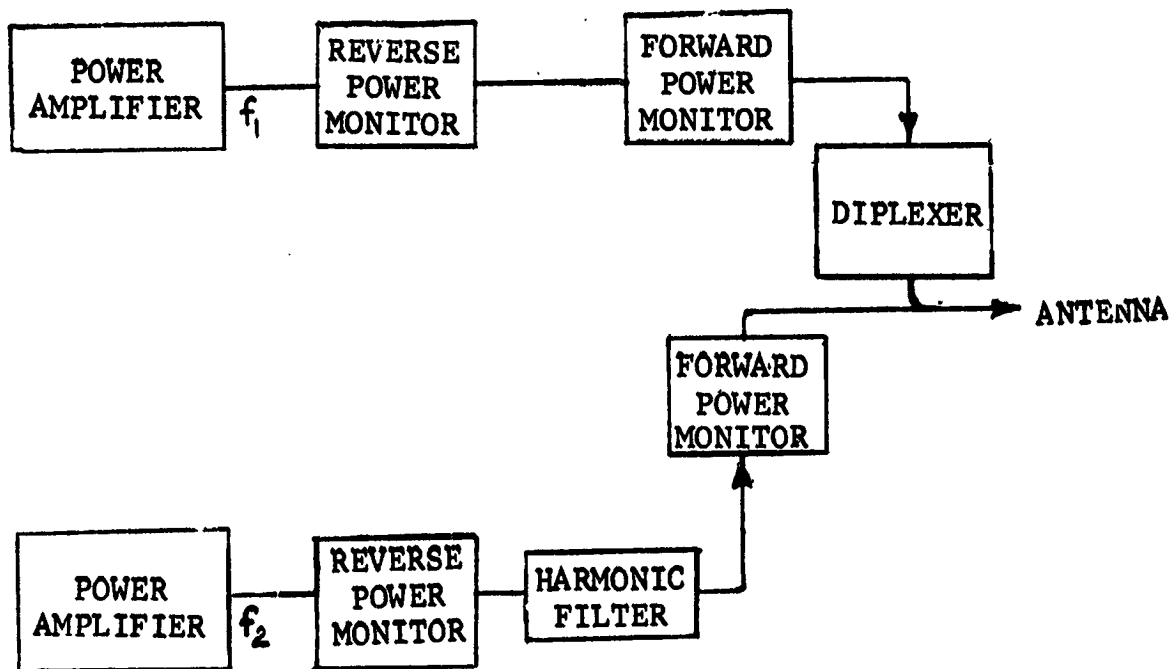 POWER
AMPLIFIER
f₁
REVERSE
POWER
MONITOR
FORWARD
POWER
MONITOR
DIPLEXER
ANTENNA
FORWARD
POWER
MONITOR
POWER
AMPLIFIER
f₂
REVERSE
POWER
MONITOR
HARMONIC
FILTER